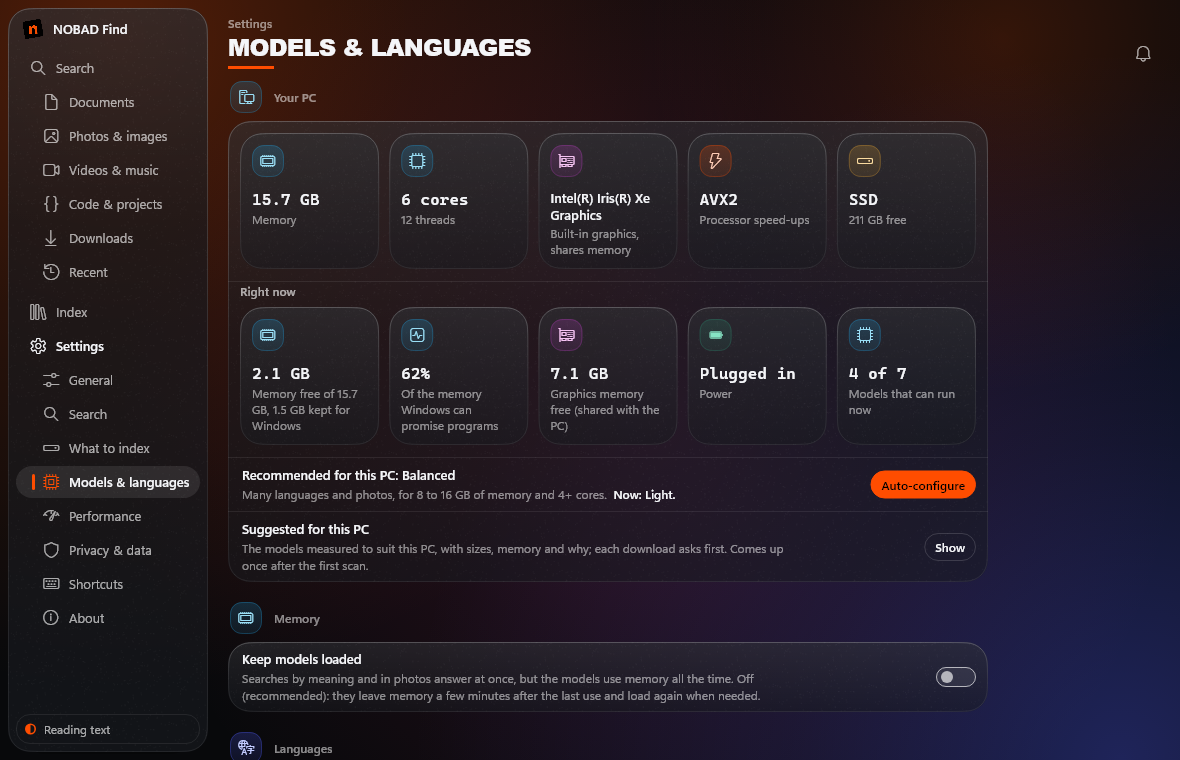 NOBAD Find
Search
Documents
Photos & images
Videos & music
Code & projects
Downloads
Recent
Index
Settings
General
Search
What to index
Models & languages
Performance
Privacy & data
Shortcuts
About
Reading text
Settings
MODELS & LANGUAGES
Your PC
15.7 GB
Memory
6 cores
12 threads
Intel(R) Iris(R) Xe
Graphics
Built-in graphics,
shares memory
AVX2
Processor speed-ups
SSD
211 GB free
Right now
2.1 GB
Memory free of 15.7
GB, 1.5 GB kept for
Windows
62%
Of the memory
Windows can
promise programs
7.1 GB
Graphics memory
free (shared with the
PC)
Plugged in
Power
4 of 7
Models that can run
now
Recommended for this PC: Balanced
Many languages and photos, for 8 to 16 GB of memory and 4+ cores. Now: Light.
Auto-configure
Suggested for this PC
The models measured to suit this PC, with sizes, memory and why; each download asks first. Comes up
once after the first scan.
Show
Memory
Keep models loaded
Searches by meaning and in photos answer at once, but the models use memory all the time. Off
(recommended): they leave memory a few minutes after the last use and load again when needed.
Languages